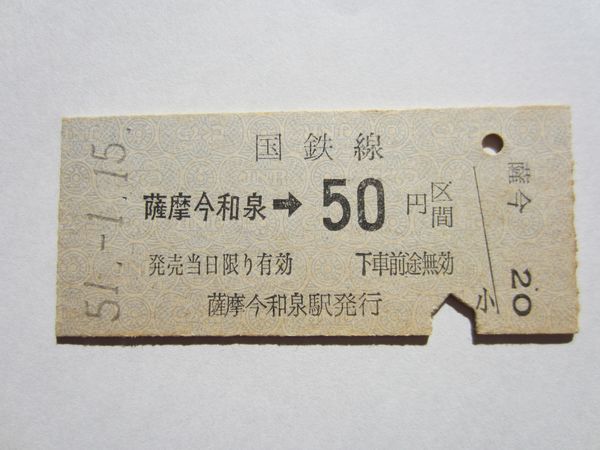 51.-1.15
国鉄線
薩摩今和泉➡50円区間
発売当日限り有効 下車前途無効
薩摩今和泉駅発行
小
薩今
20